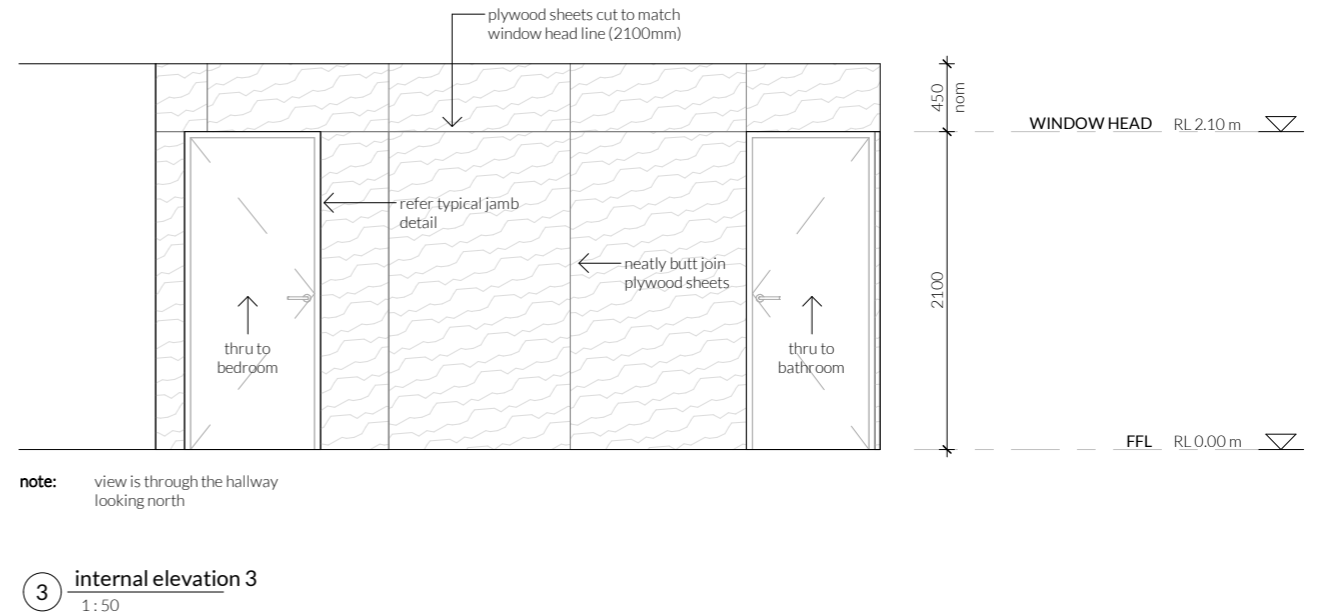 plywood sheets cut to match
window head line (2100mm)
450
nom
WINDOW HEAD RL 2.10 m
refer typical jamb
detail
neatly butt join
plywood sheets
2100
thru to
bedroom
thru to
bathroom
FFL RL 0.00 m
note: view is through the hallway
looking north
3 internal elevation 3
1 : 50